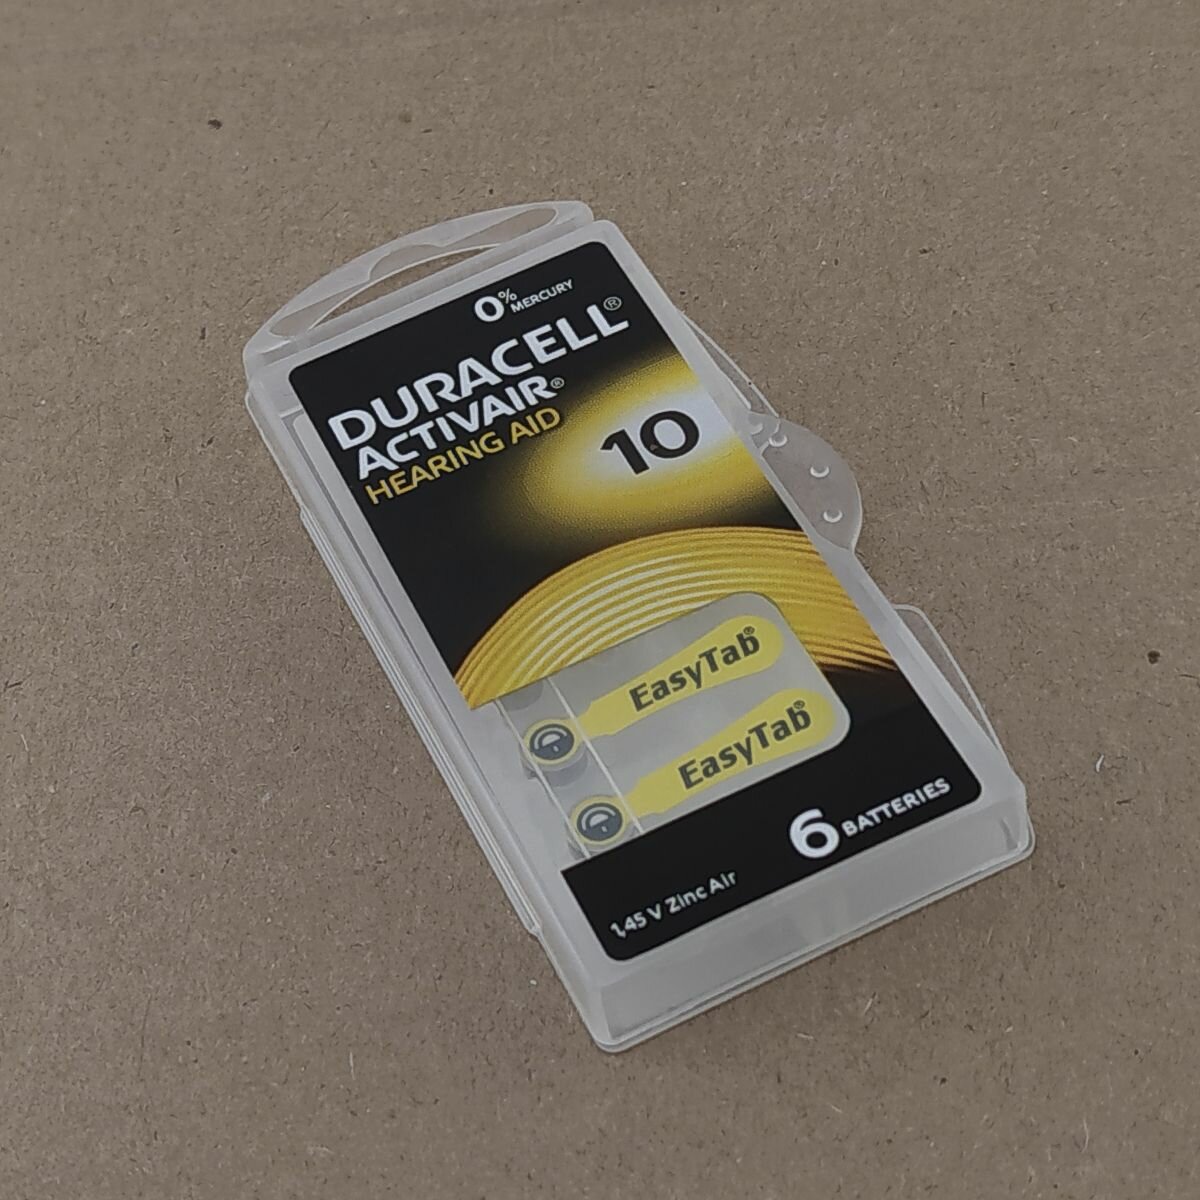 0% MERCURY
DURACELL®
ACTIVAIR®
HEARING AID
10
EasyTab®
EasyTab®
6 BATTERIES
1,45 V Zinc Air